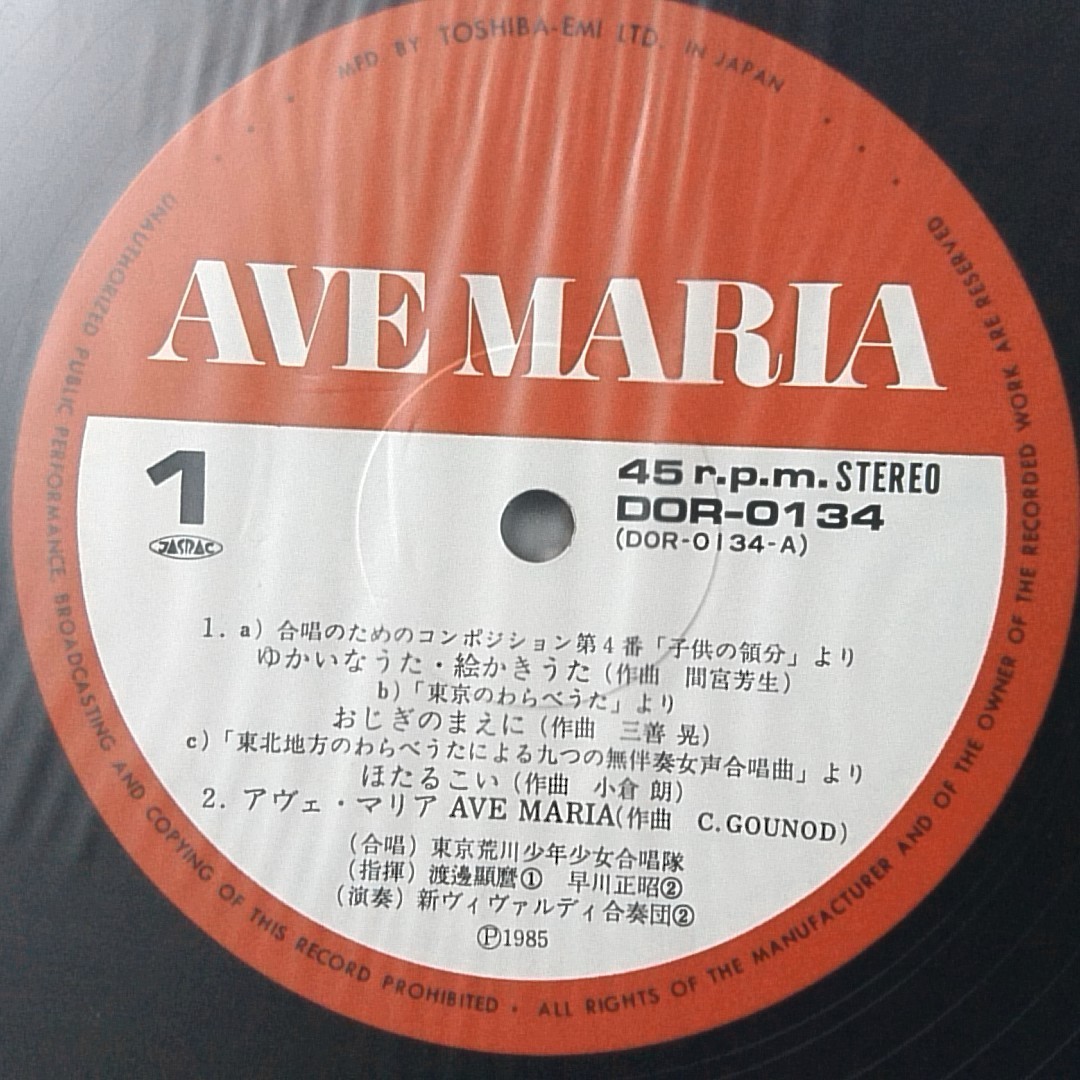 MFD BY TOSHIBA-EMI LTD. IN JAPAN
AVE MARIA
1
JASRAC
45 r.p.m. STEREO
DOR-0134
(DOR-0134-A)
1. a) 合唱のためのコンポジション第4番「子供の領分」より
ゆかいなうた・絵かきうた (作曲 間宮芳生)
b)「東京のわらべうた」より
おじぎのまえに (作曲 三善 晃)
c)「東北地方のわらべうたによる九つの無伴奏女声合唱曲」より
ほたるこい (作曲 小倉 朗)
2. アヴェ・マリア AVE MARIA(作曲 C.GOUNOD)
(合唱) 東京荒川少年少女合唱隊
(指揮) 渡邊顯麿① 早川正昭②
(演奏) 新ヴィヴァルディ合奏団②
Ⓟ1985
UNAUTHORIZED PUBLIC PERFORMANCE, BROADCASTING AND COPYING OF THIS RECORD PROHIBITED · ALL RIGHTS OF THE MANUFACTURER AND OF THE OWNER OF THE RECORDED WORK ARE RESERVED